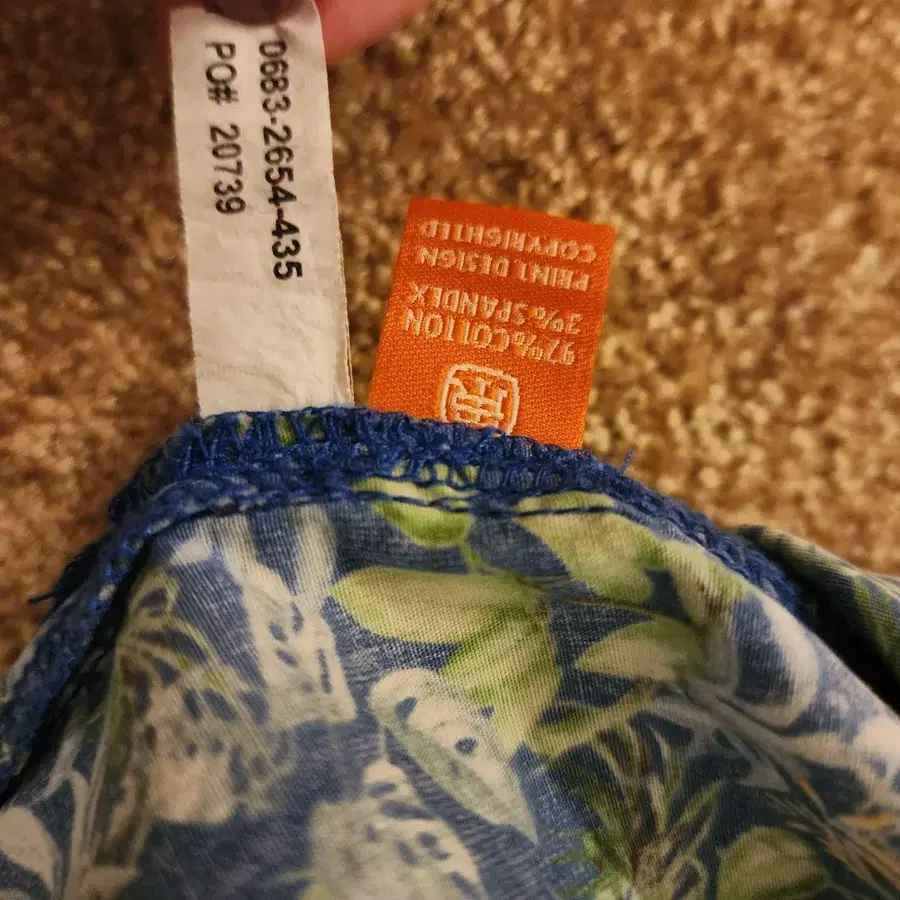 0683-2654-435
PO# 20739
97% COTTON
3% SPANDEX
PRINT DESIGN
COPYRIGHTED